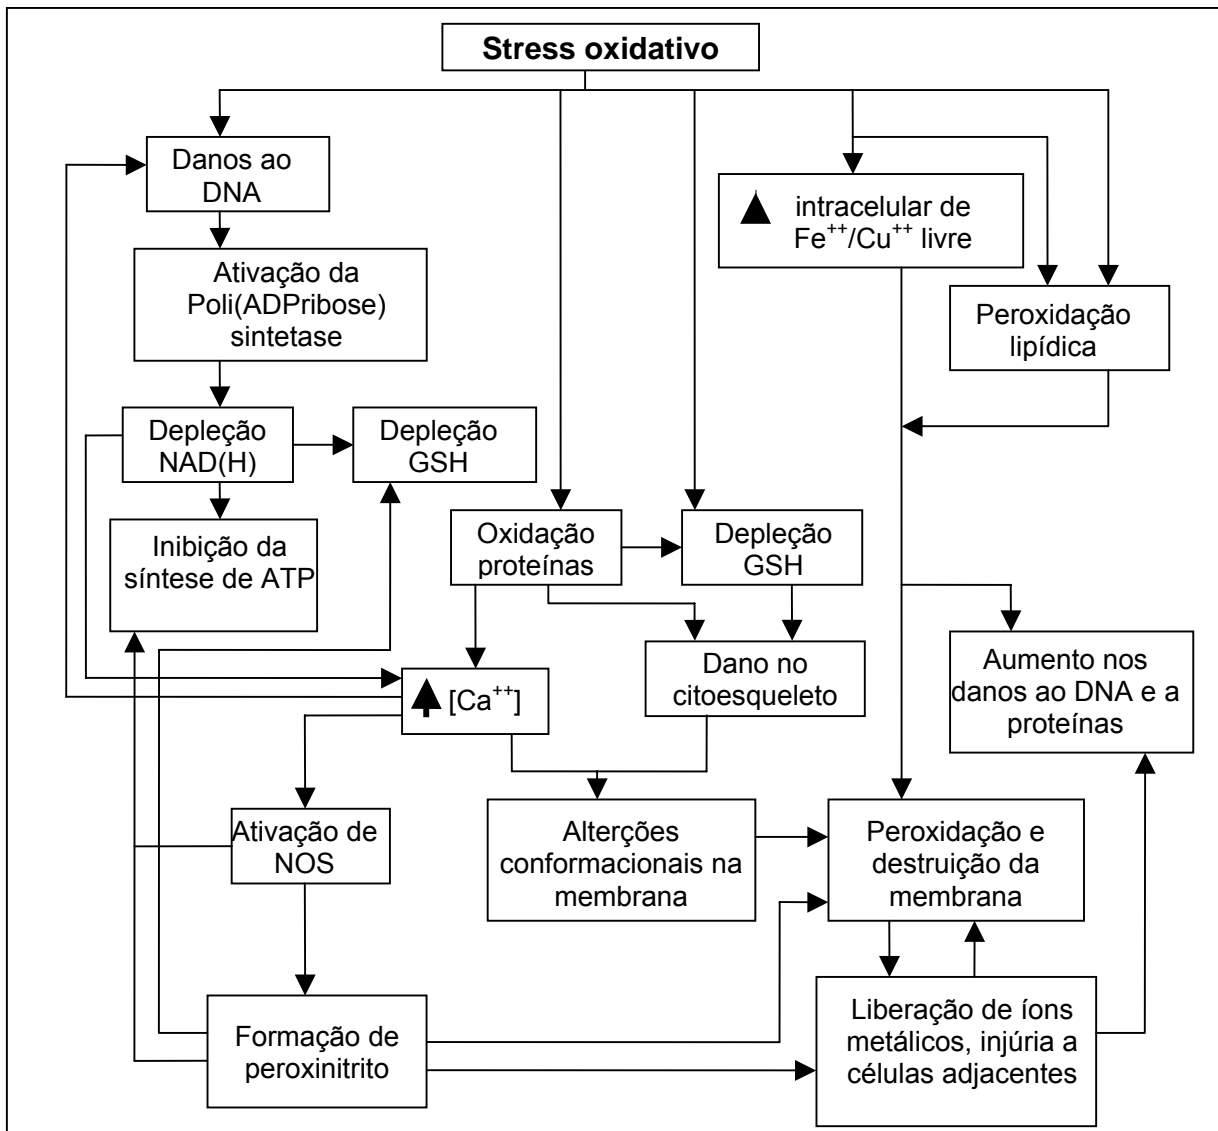 Stress oxidativo
Danos ao
DNA
intracelular de
Fe⁺⁺/Cu⁺⁺ livre
Ativação da
Poli(ADPribose)
sintetase
Peroxidação
lipídica
Depleção
NAD(H)
Depleção
GSH
Inibição da
síntese de ATP
Oxidação
proteínas
Depleção
GSH
Dano no
citoesqueleto
Aumento nos
danos ao DNA e a
proteínas
[Ca⁺⁺]
Ativação de
NOS
Alterções
conformacionais na
membrana
Peroxidação e
destruição da
membrana
Formação de
peroxinitrito
Liberação de íons
metálicos, injúria a
células adjacentes